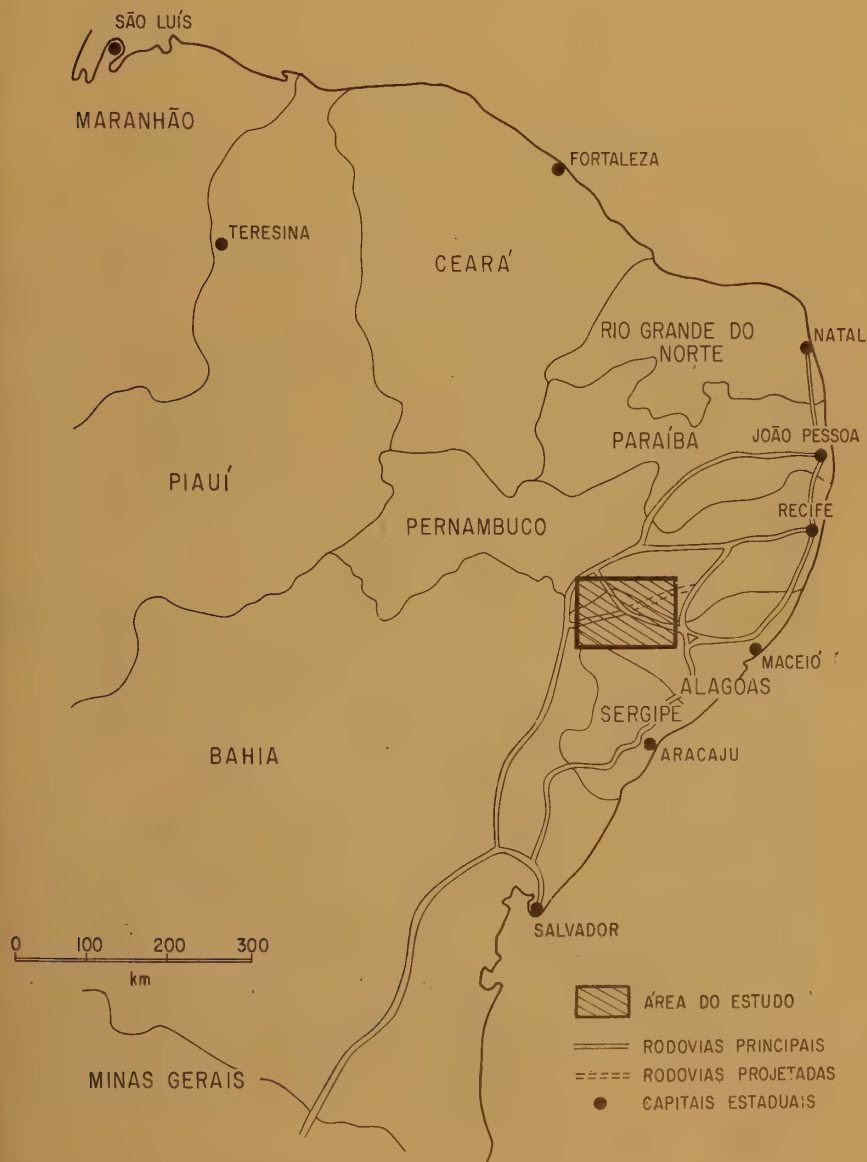 SÃO LUÍS
MARANHÃO
FORTALEZA
TERESINA
CEARÁ
RIO GRANDE DO
NORTE
NATAL
PARAÍBA
JOÃO PESSOA
PIAUÍ
RECIFE
PERNAMBUCO
MACEIÓ
ALAGOAS
SERGIPE
BAHIA
ARACAJU
SALVADOR
0 100 200 300
km
ÁREA DO ESTUDO
RODOVIAS PRINCIPAIS
RODOVIAS PROJETADAS
CAPITAIS ESTADUAIS
MINAS GERAIS